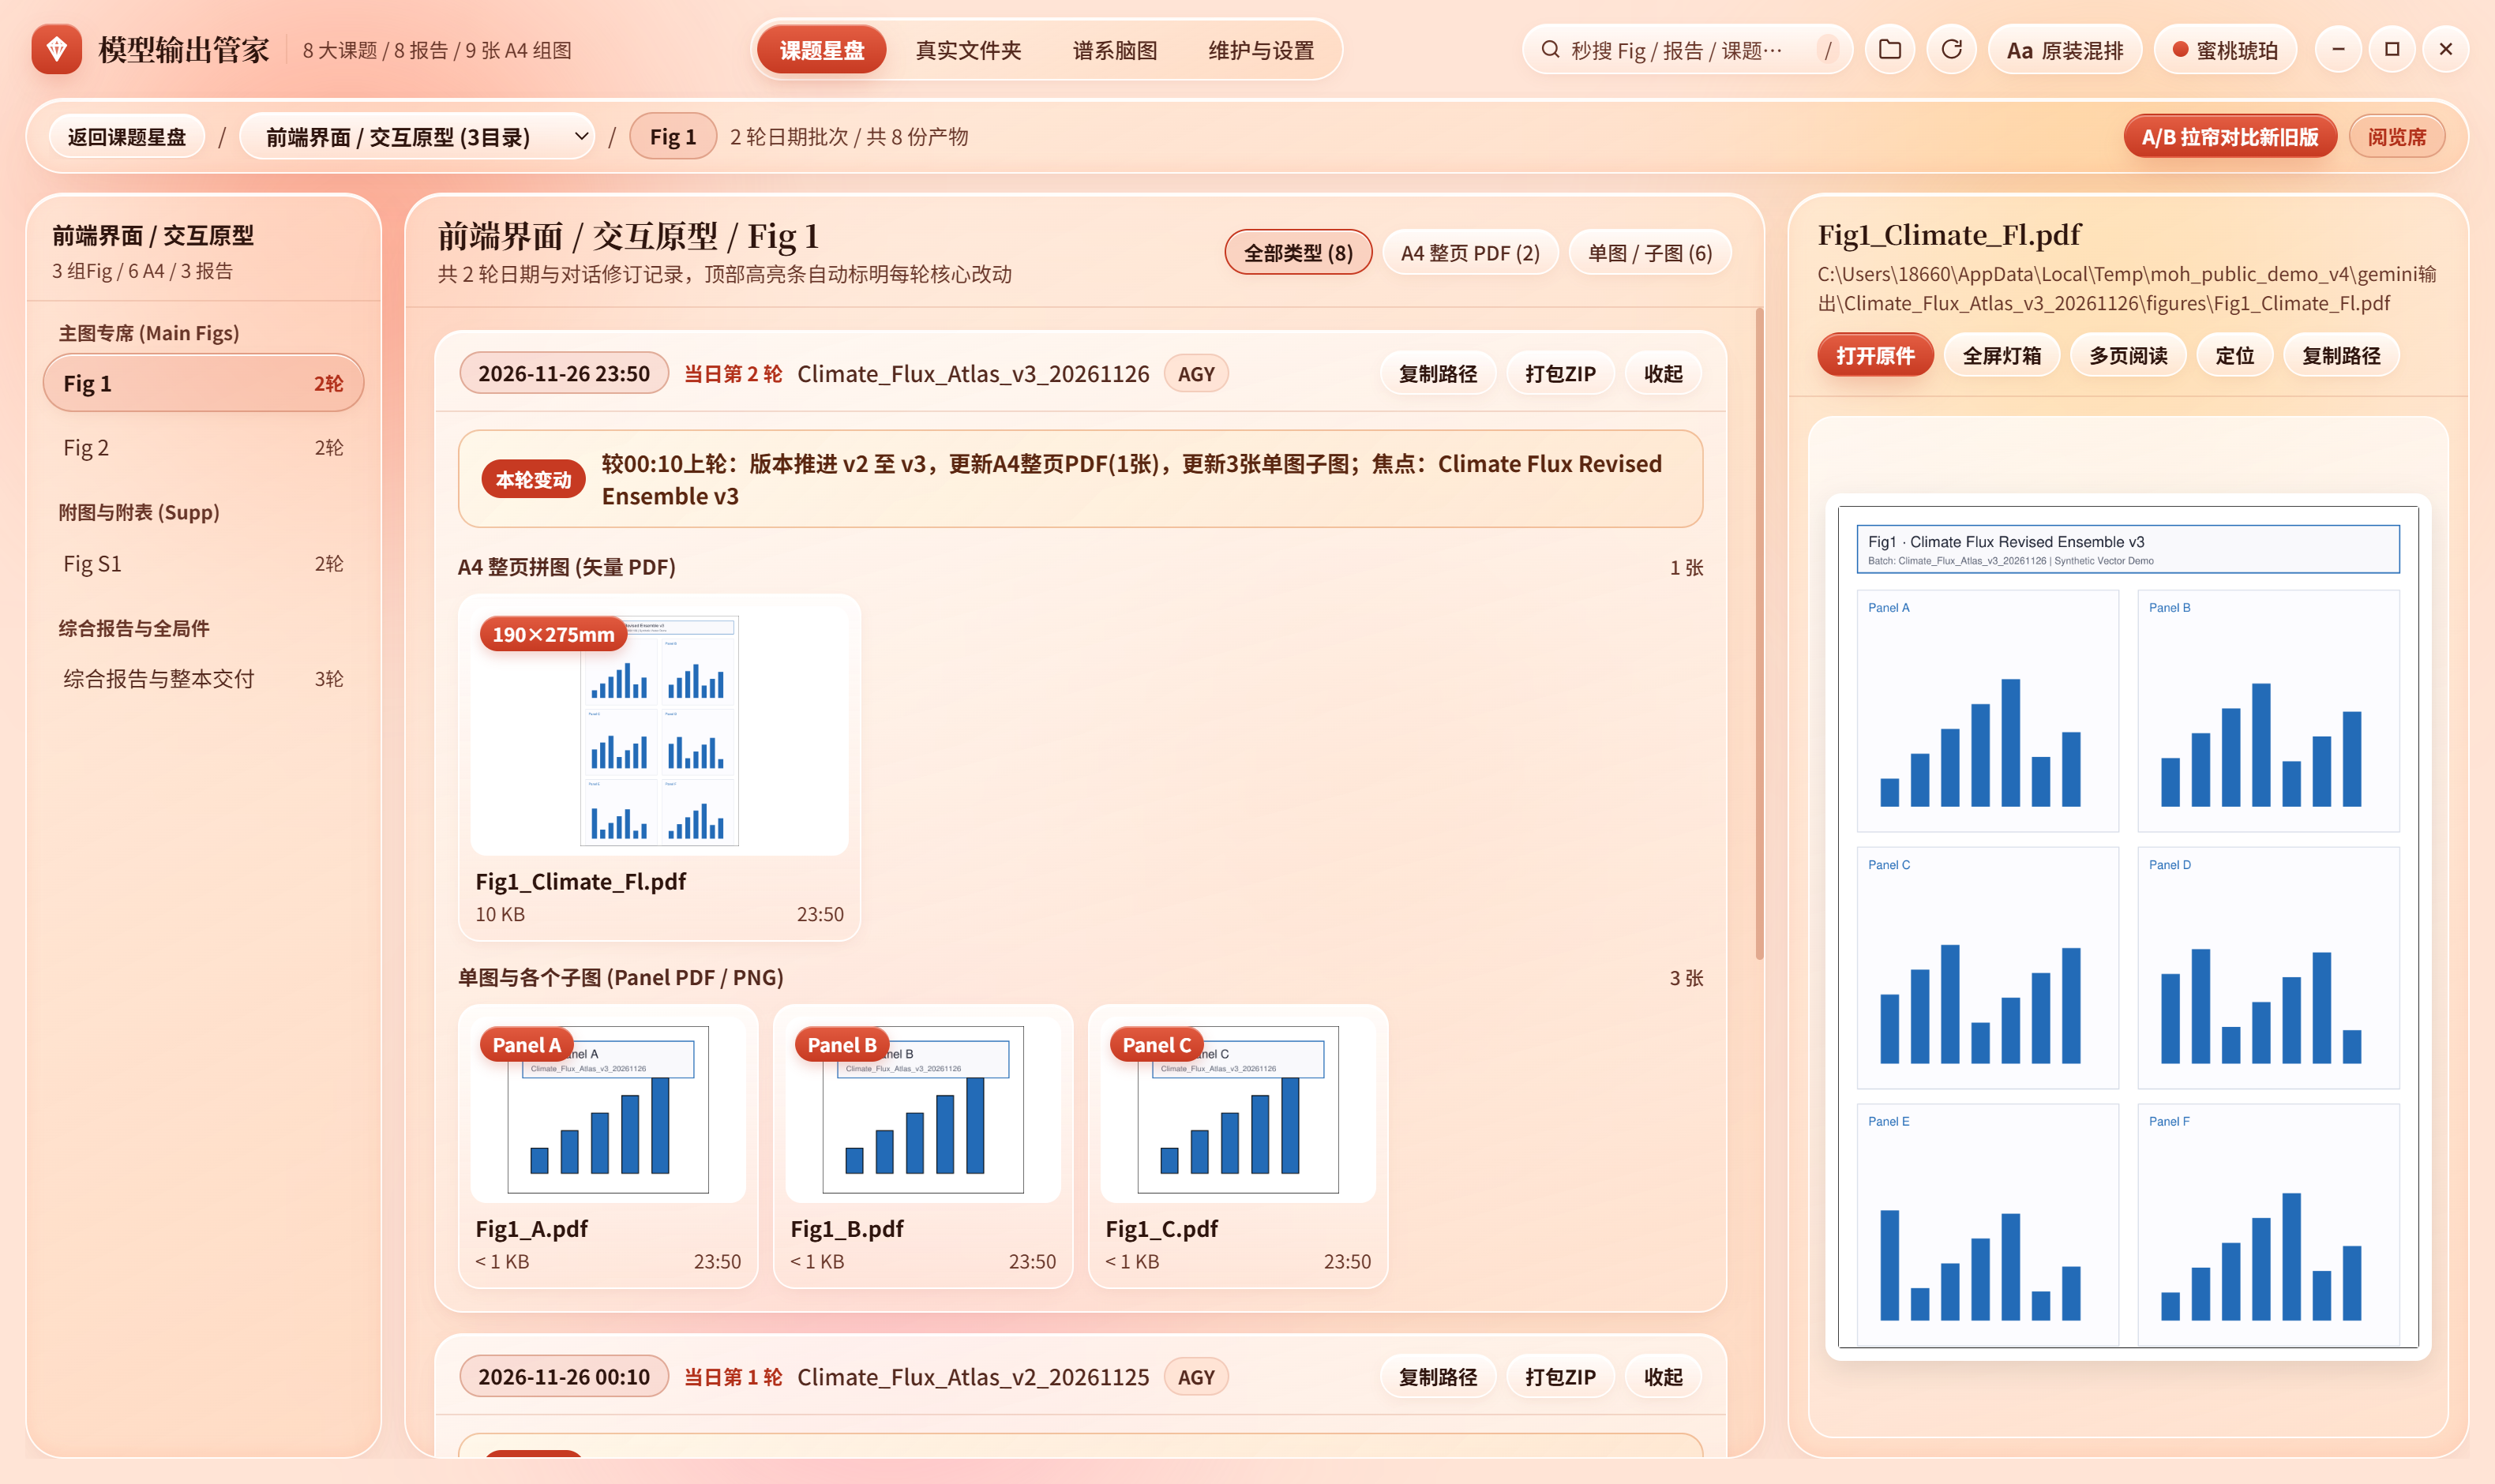 模型输出管家
8 大课题 / 8 报告 / 9 张 A4 组图
课题星盘
真实文件夹
谱系脑图
维护与设置
秒搜 Fig / 报告 / 课题… /
Aa 原装混排
蜜桃琥珀
返回课题星盘 / 前端界面 / 交互原型 (3目录) / Fig 1 2 轮日期批次 / 共 8 份产物
A/B 拉帘对比新旧版
阅览席
前端界面 / 交互原型
3 组Fig / 6 A4 / 3 报告
主图专席 (Main Figs)
Fig 1 2轮
Fig 2 2轮
附图与附表 (Supp)
Fig S1 2轮
综合报告与全局件
综合报告与整本交付 3轮
前端界面 / 交互原型 / Fig 1
共 2 轮日期与对话修订记录，顶部高亮条自动标明每轮核心改动
全部类型 (8)
A4 整页 PDF (2)
单图 / 子图 (6)
2026-11-26 23:50 当日第 2 轮 Climate_Flux_Atlas_v3_20261126 AGY
复制路径
打包ZIP
收起
本轮变动
较00:10上轮：版本推进 v2 至 v3，更新A4整页PDF(1张)，更新3张单图子图；焦点：Climate Flux Revised
Ensemble v3
A4 整页拼图 (矢量 PDF) 1 张
190×275mm
Fig1_Climate_Fl.pdf
10 KB 23:50
单图与各个子图 (Panel PDF / PNG) 3 张
Panel A
nel A
Climate_Flux_Atlas_v3_20261126
Fig1_A.pdf
< 1 KB 23:50
Panel B
nel B
Climate_Flux_Atlas_v3_20261126
Fig1_B.pdf
< 1 KB 23:50
Panel C
nel C
Climate_Flux_Atlas_v3_20261126
Fig1_C.pdf
< 1 KB 23:50
2026-11-26 00:10 当日第 1 轮 Climate_Flux_Atlas_v2_20261125 AGY
复制路径
打包ZIP
收起
Fig1_Climate_Fl.pdf
C:\Users\18660\AppData\Local\Temp\moh_public_demo_v4\gemini输
出\Climate_Flux_Atlas_v3_20261126\figures\Fig1_Climate_Fl.pdf
打开原件
全屏灯箱
多页阅读
定位
复制路径
Fig1 · Climate Flux Revised Ensemble v3
Batch: Climate_Flux_Atlas_v3_20261126 | Synthetic Vector Demo
Panel A
Panel B
Panel C
Panel D
Panel E
Panel F